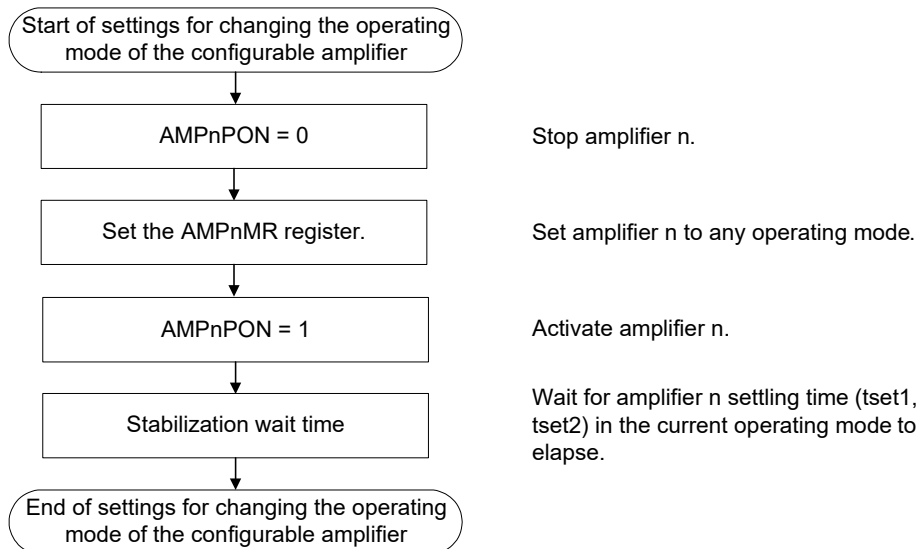 Start of settings for changing the operating
mode of the configurable amplifier
AMPnPON = 0
Stop amplifier n.
Set the AMPnMR register.
Set amplifier n to any operating mode.
AMPnPON = 1
Activate amplifier n.
Stabilization wait time
Wait for amplifier n settling time (tset1,
tset2) in the current operating mode to
elapse.
End of settings for changing the operating
mode of the configurable amplifier